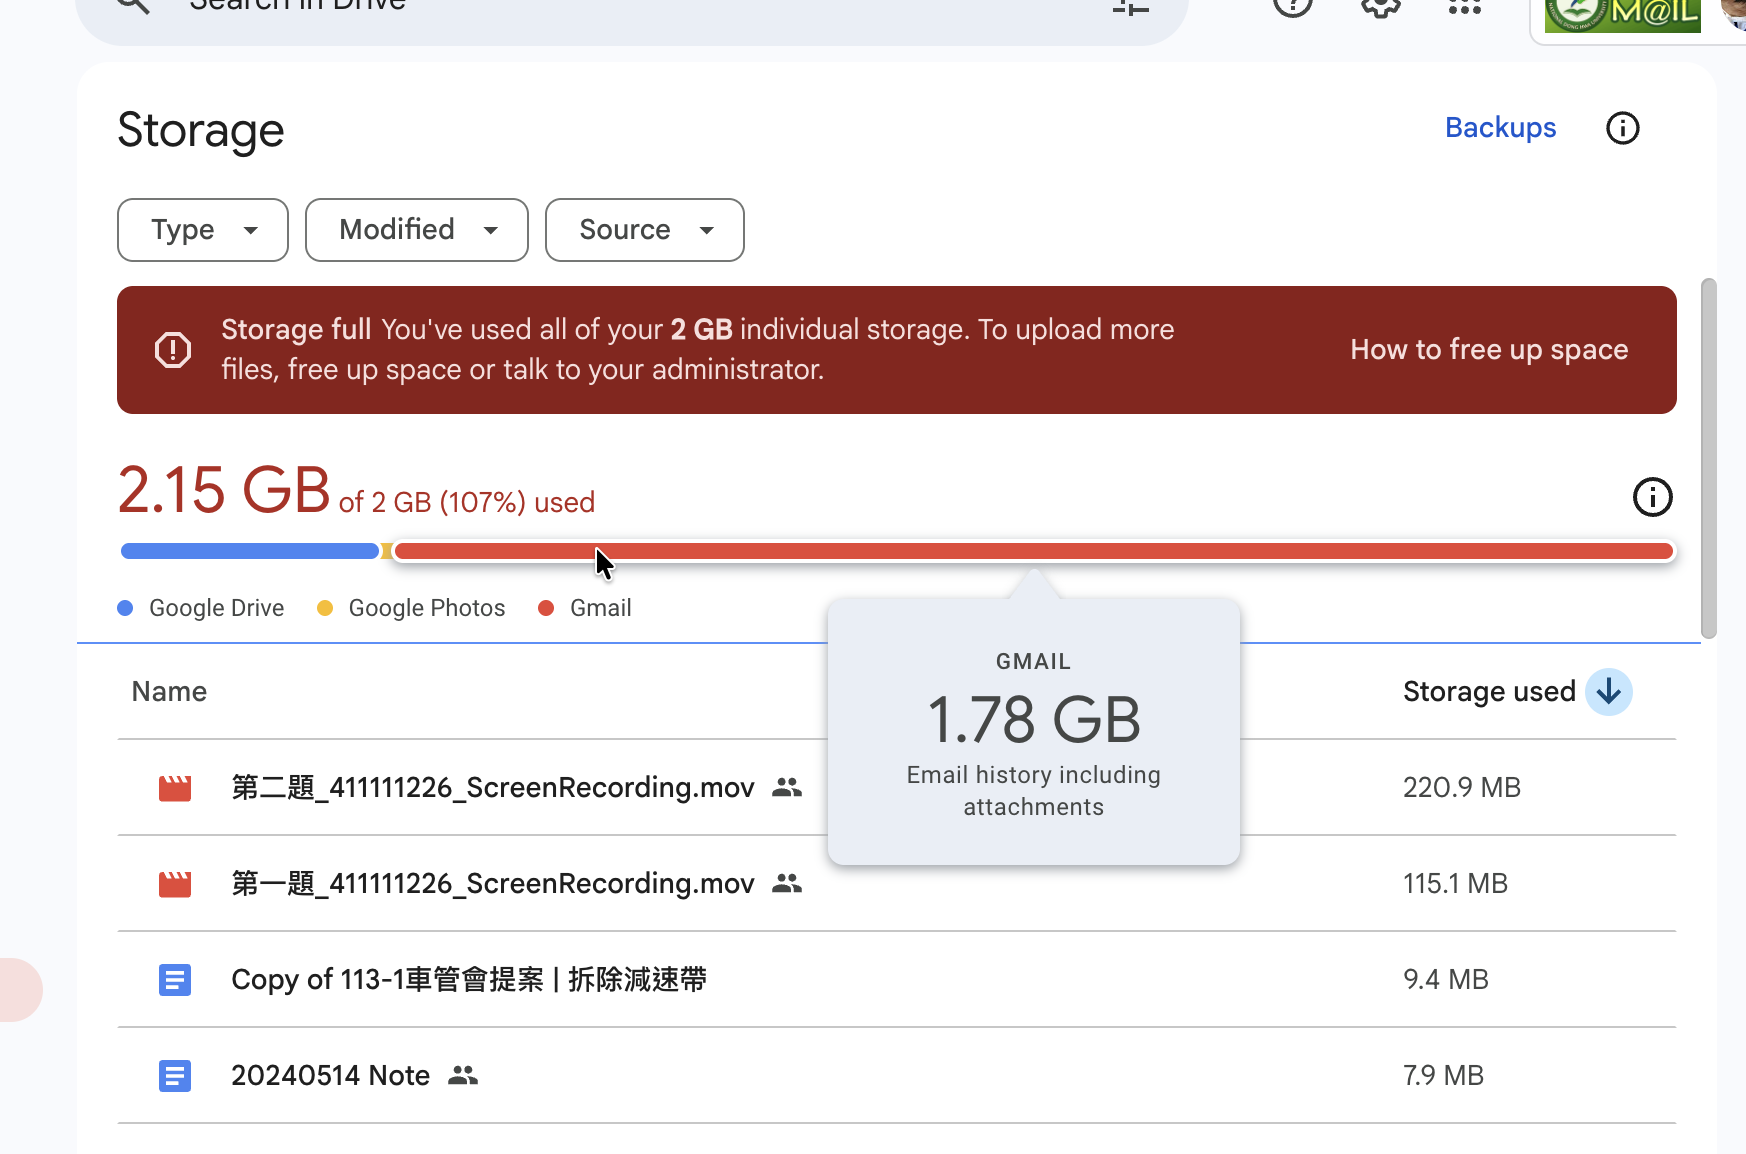 Search in Drive
M@IL
Storage
Backups
Type
Modified
Source
Storage full You've used all of your 2 GB individual storage. To upload more
files, free up space or talk to your administrator.
How to free up space
2.15 GB of 2 GB (107%) used
Google Drive
Google Photos
Gmail
GMAIL
1.78 GB
Email history including
attachments
Name
Storage used
第二題_411111226_ScreenRecording.mov
220.9 MB
第一題_411111226_ScreenRecording.mov
115.1 MB
Copy of 113-1車管會提案 | 拆除減速帶
9.4 MB
20240514 Note
7.9 MB